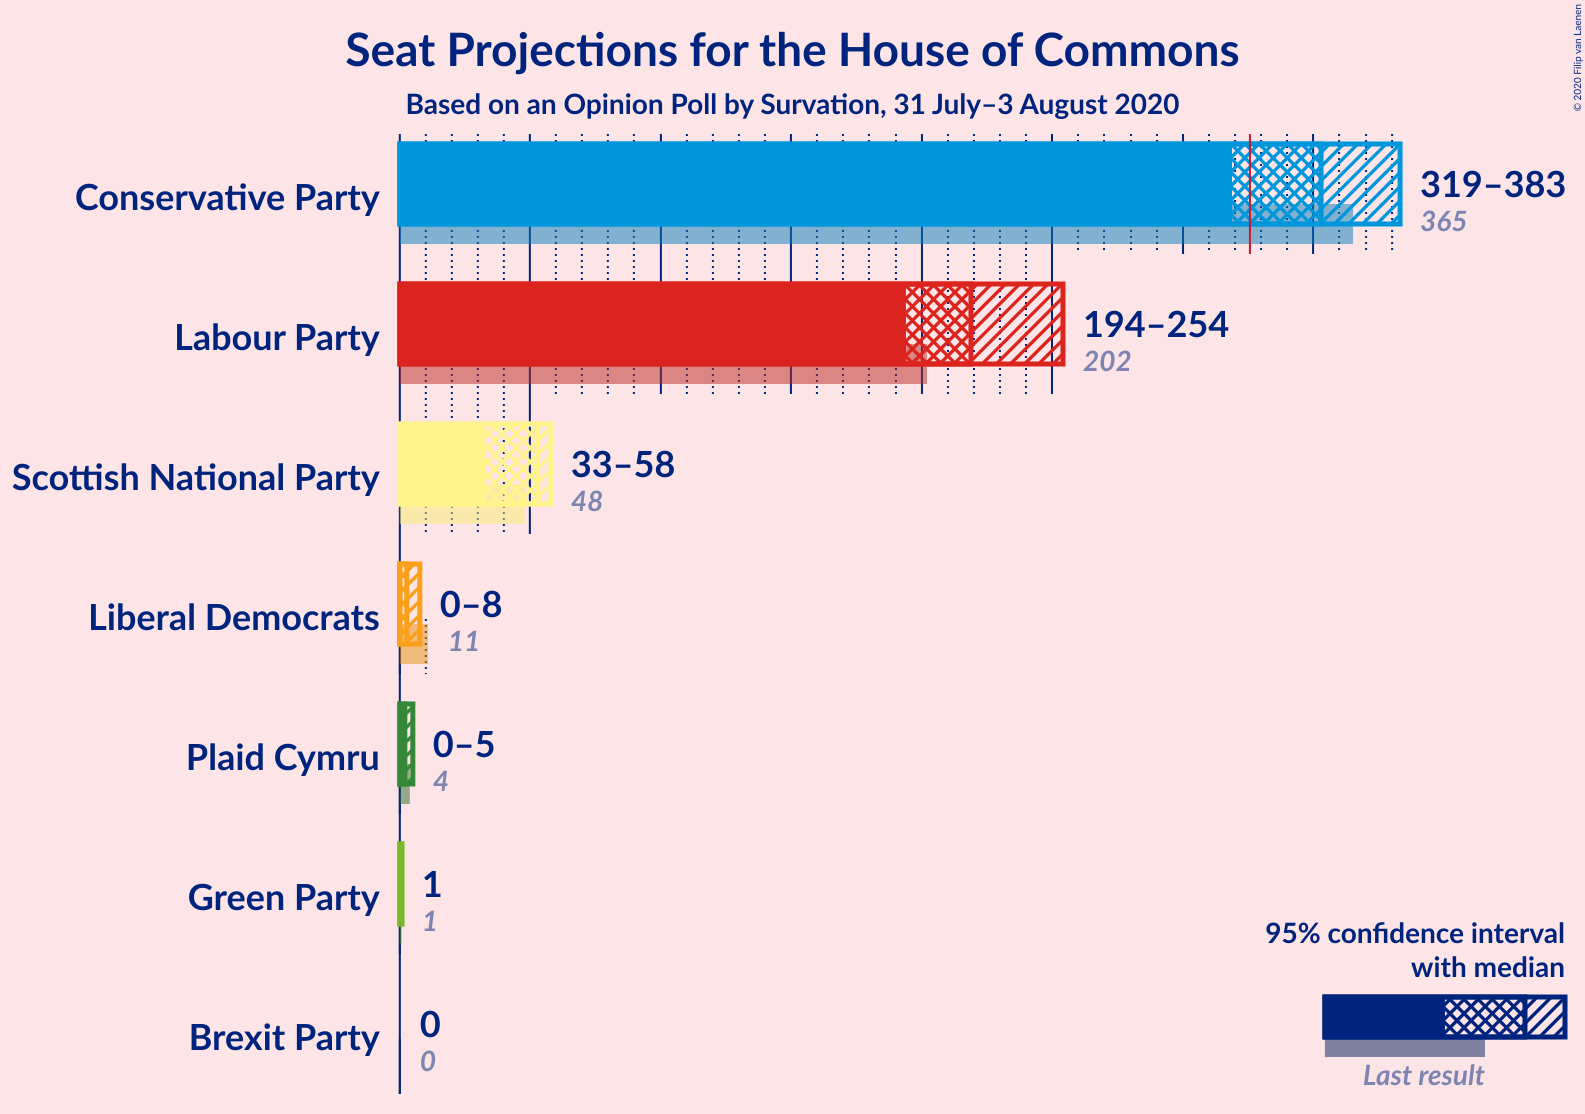 Seat Projections for the House of Commons
Based on an Opinion Poll by Survation, 31 July–3 August 2020
© 2020 Filip van Laenen
Conservative Party
319–383
365
Labour Party
194–254
202
Scottish National Party
33–58
48
Liberal Democrats
0–8
11
Plaid Cymru
0–5
4
Green Party
1
1
Brexit Party
0
0
95% confidence interval
with median
Last result